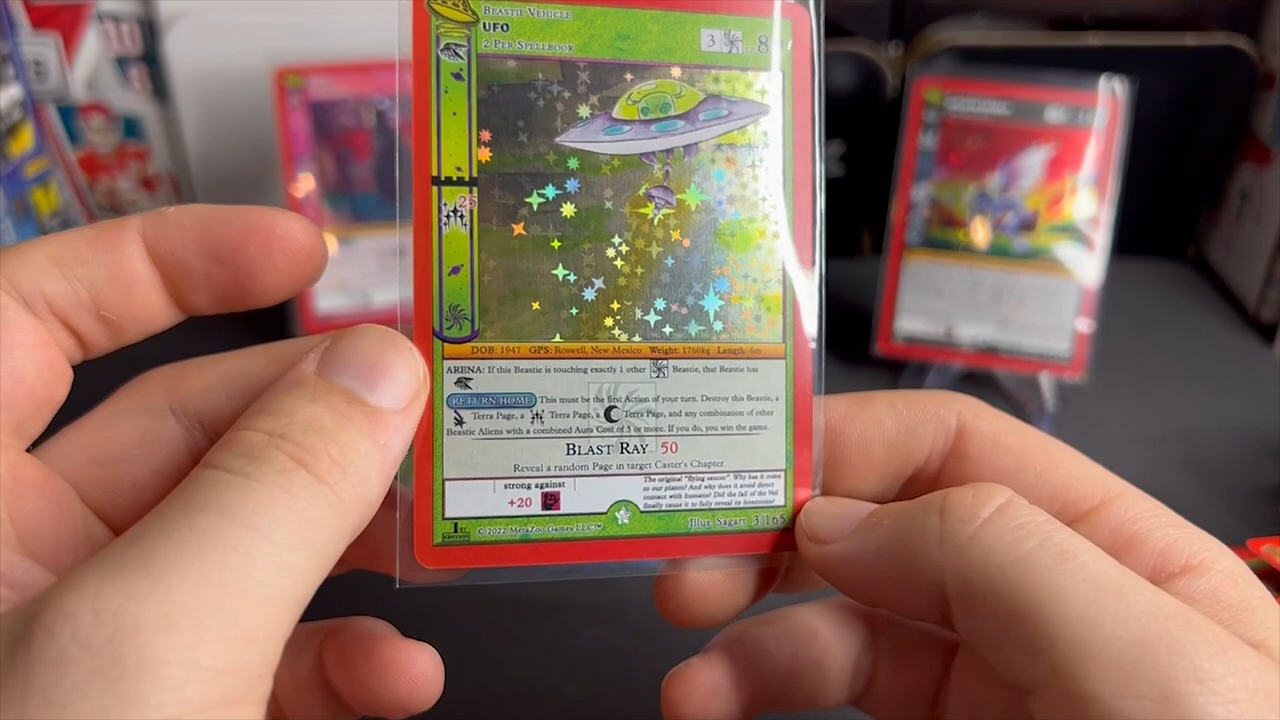 BEASTIE VEHICLE
UFO
2 PER SPELLBOOK
3
LP 8
25
DOB: 1947 GPS: Roswell, New Mexico Weight: 1760kg Length: 6m
ARENA: If this Beastie is touching exactly 1 other Beastie, that Beastie has
RETURN HOME This must be the first Action of your turn. Destroy this Beastie, a
Terra Page, a Terra Page, a Terra Page, and any combination of other
Beastie Aliens with a combined Aura Cost of 5 or more. If you do, you win the game.
BLAST RAY 50
Reveal a random Page in target Caster's Chapter.
strong against
+20
The original "flying saucer". Why has it come
to our planet? And why does it avoid direct
contact with humans? Did the fall of the Veil
finally cause it to fully reveal its intentions?
1ST
EDITION
© 2022 MetaZoo Games LLC™
Illus. Sagart 3/165